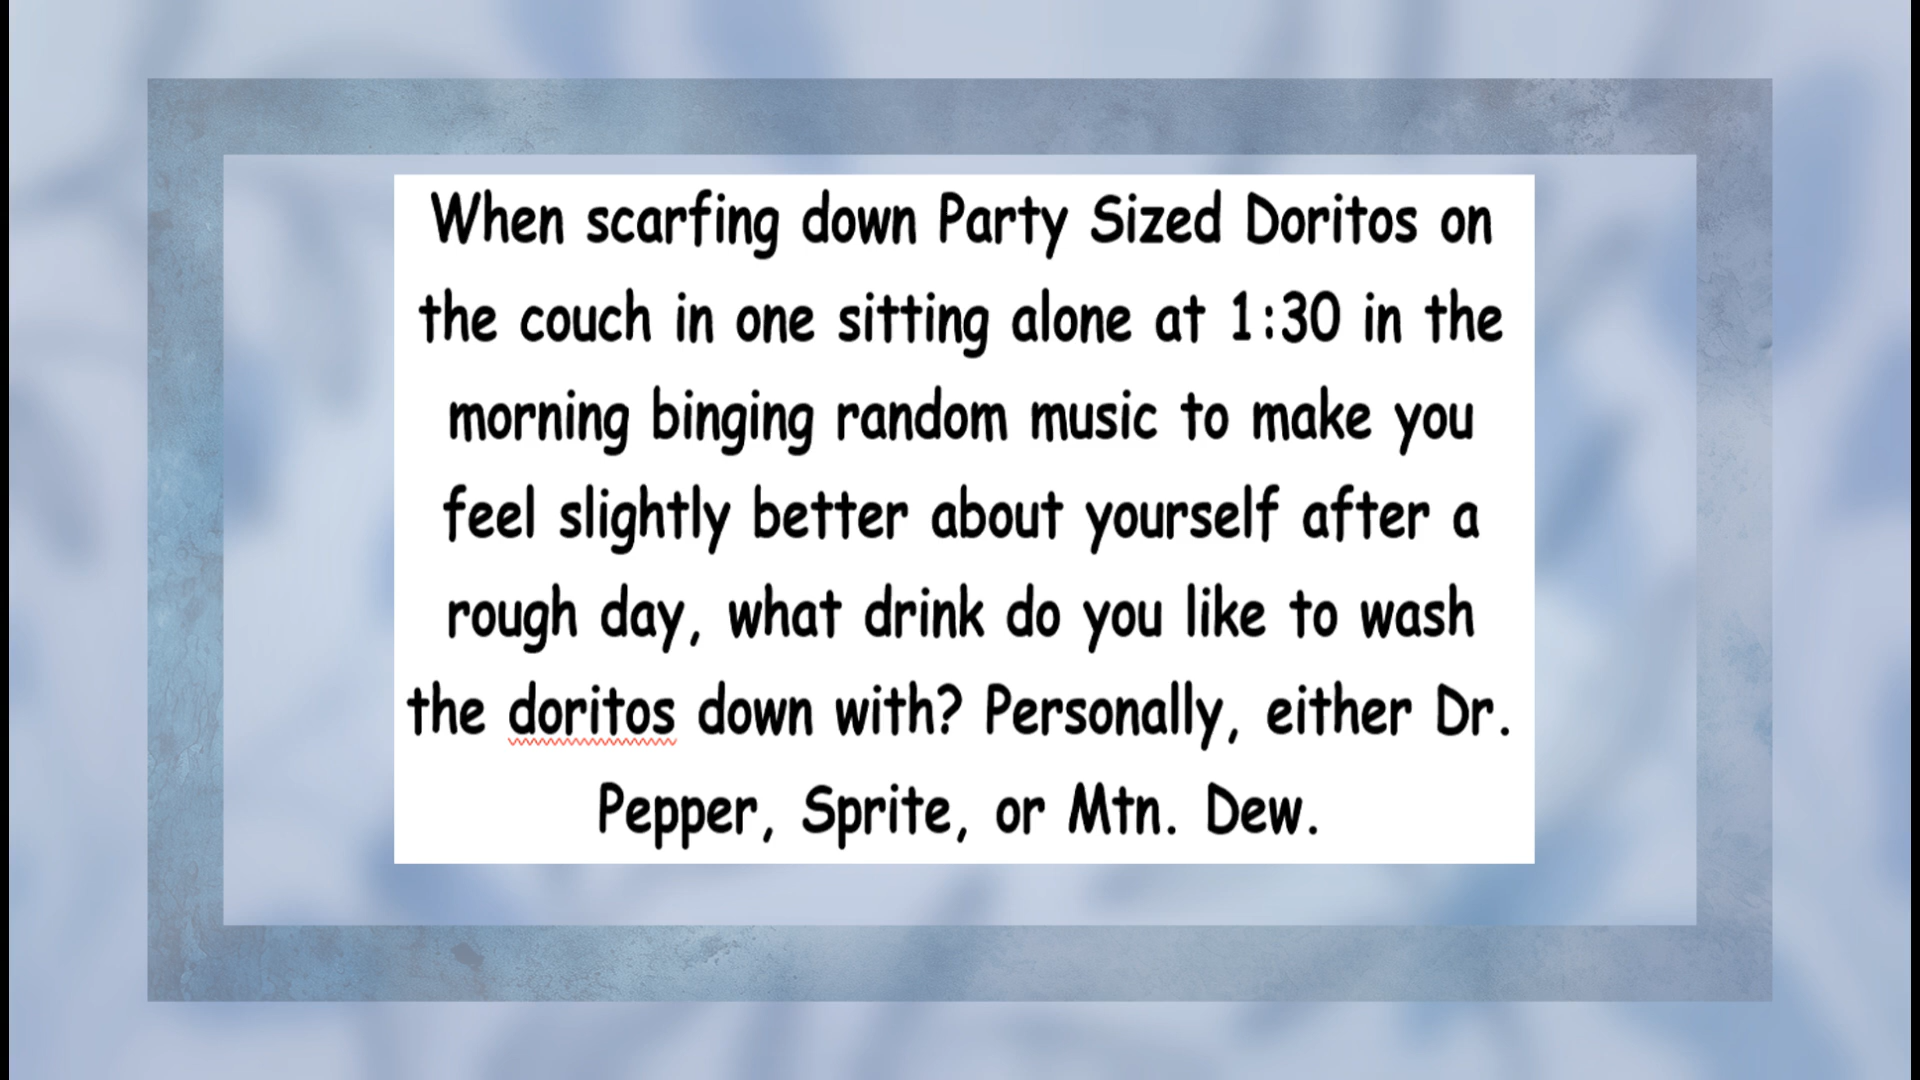 When scarfing down Party Sized Doritos on
the couch in one sitting alone at 1:30 in the
morning binging random music to make you
feel slightly better about yourself after a
rough day, what drink do you like to wash
the doritos down with? Personally, either Dr.
Pepper, Sprite, or Mtn. Dew.